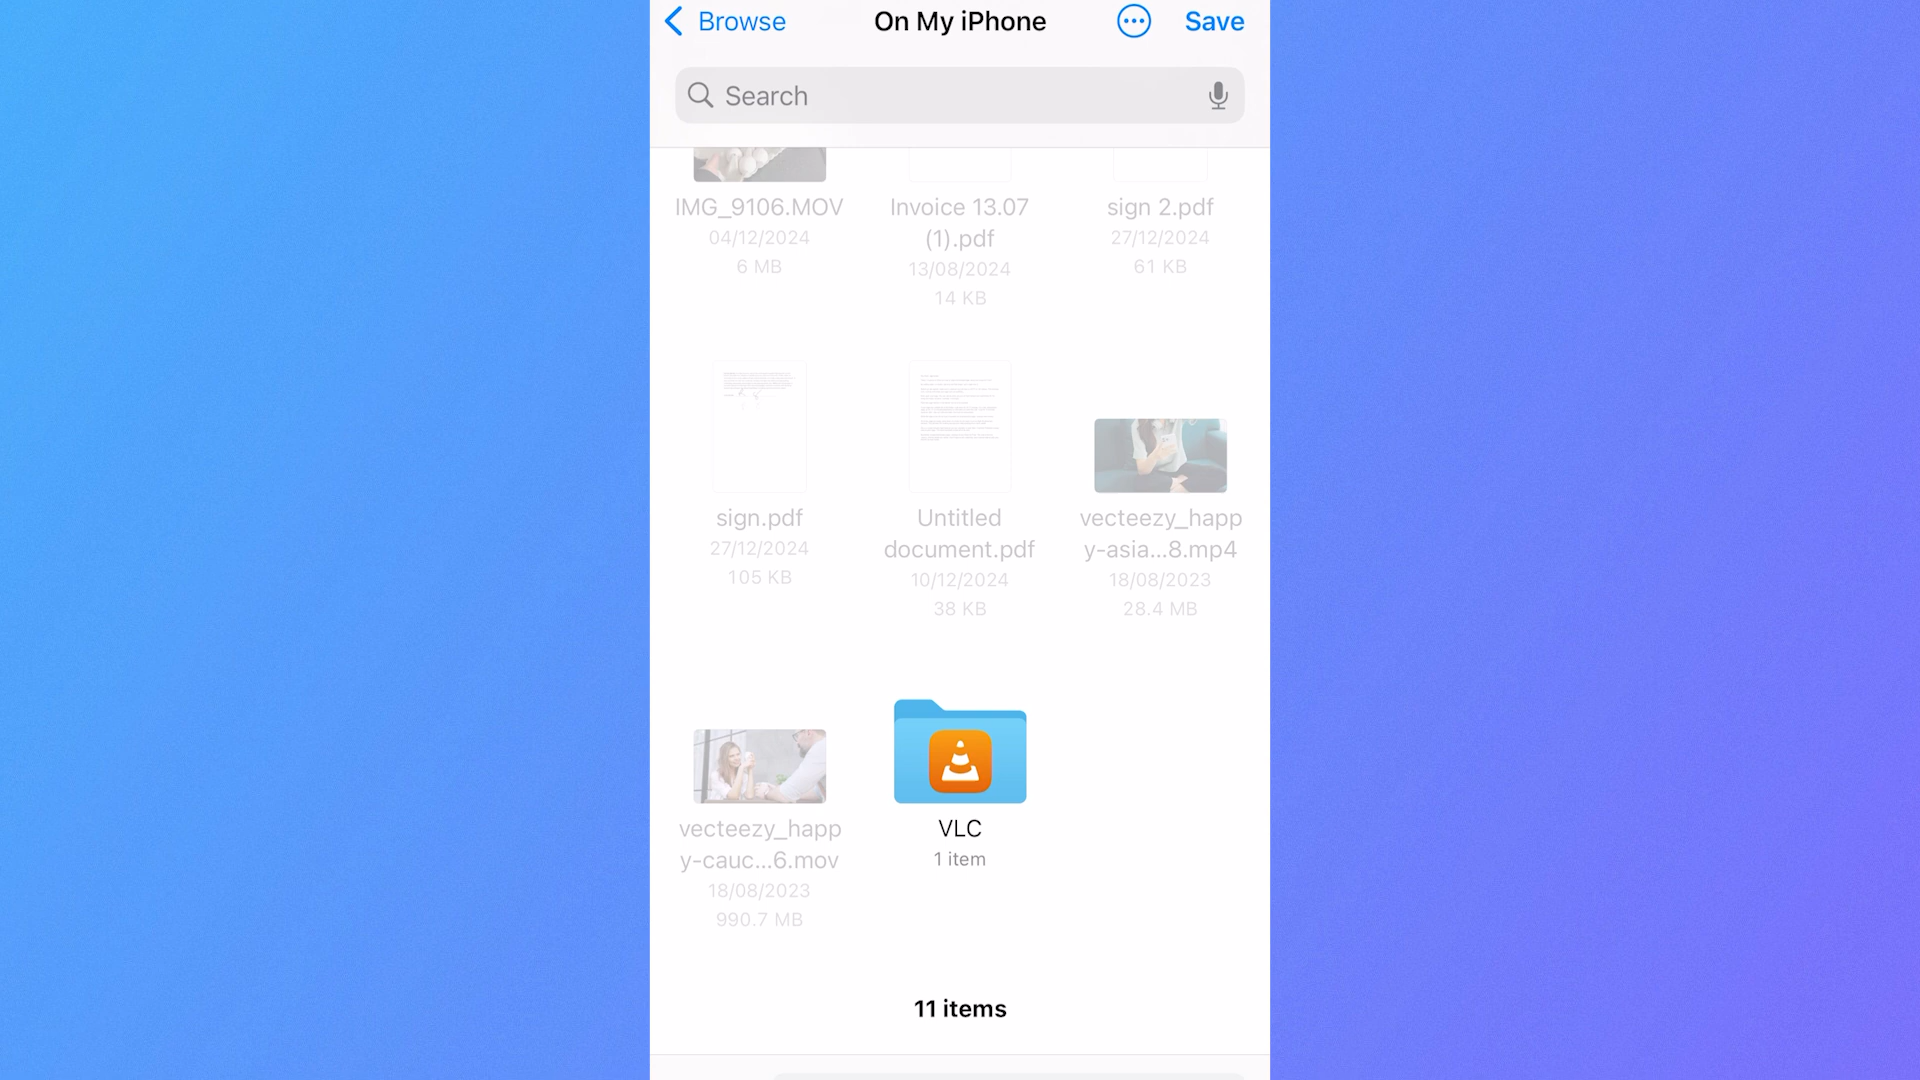 Browse
On My iPhone
Save
Search
IMG_9106.MOV
04/12/2024
6 MB
Invoice 13.07
(1).pdf
13/08/2024
14 KB
sign 2.pdf
27/12/2024
61 KB
sign.pdf
27/12/2024
105 KB
Untitled
document.pdf
10/12/2024
38 KB
vecteezy_happ
y-asia...8.mp4
18/08/2023
28.4 MB
vecteezy_happ
y-cauc...6.mov
18/08/2023
990.7 MB
VLC
1 item
11 items